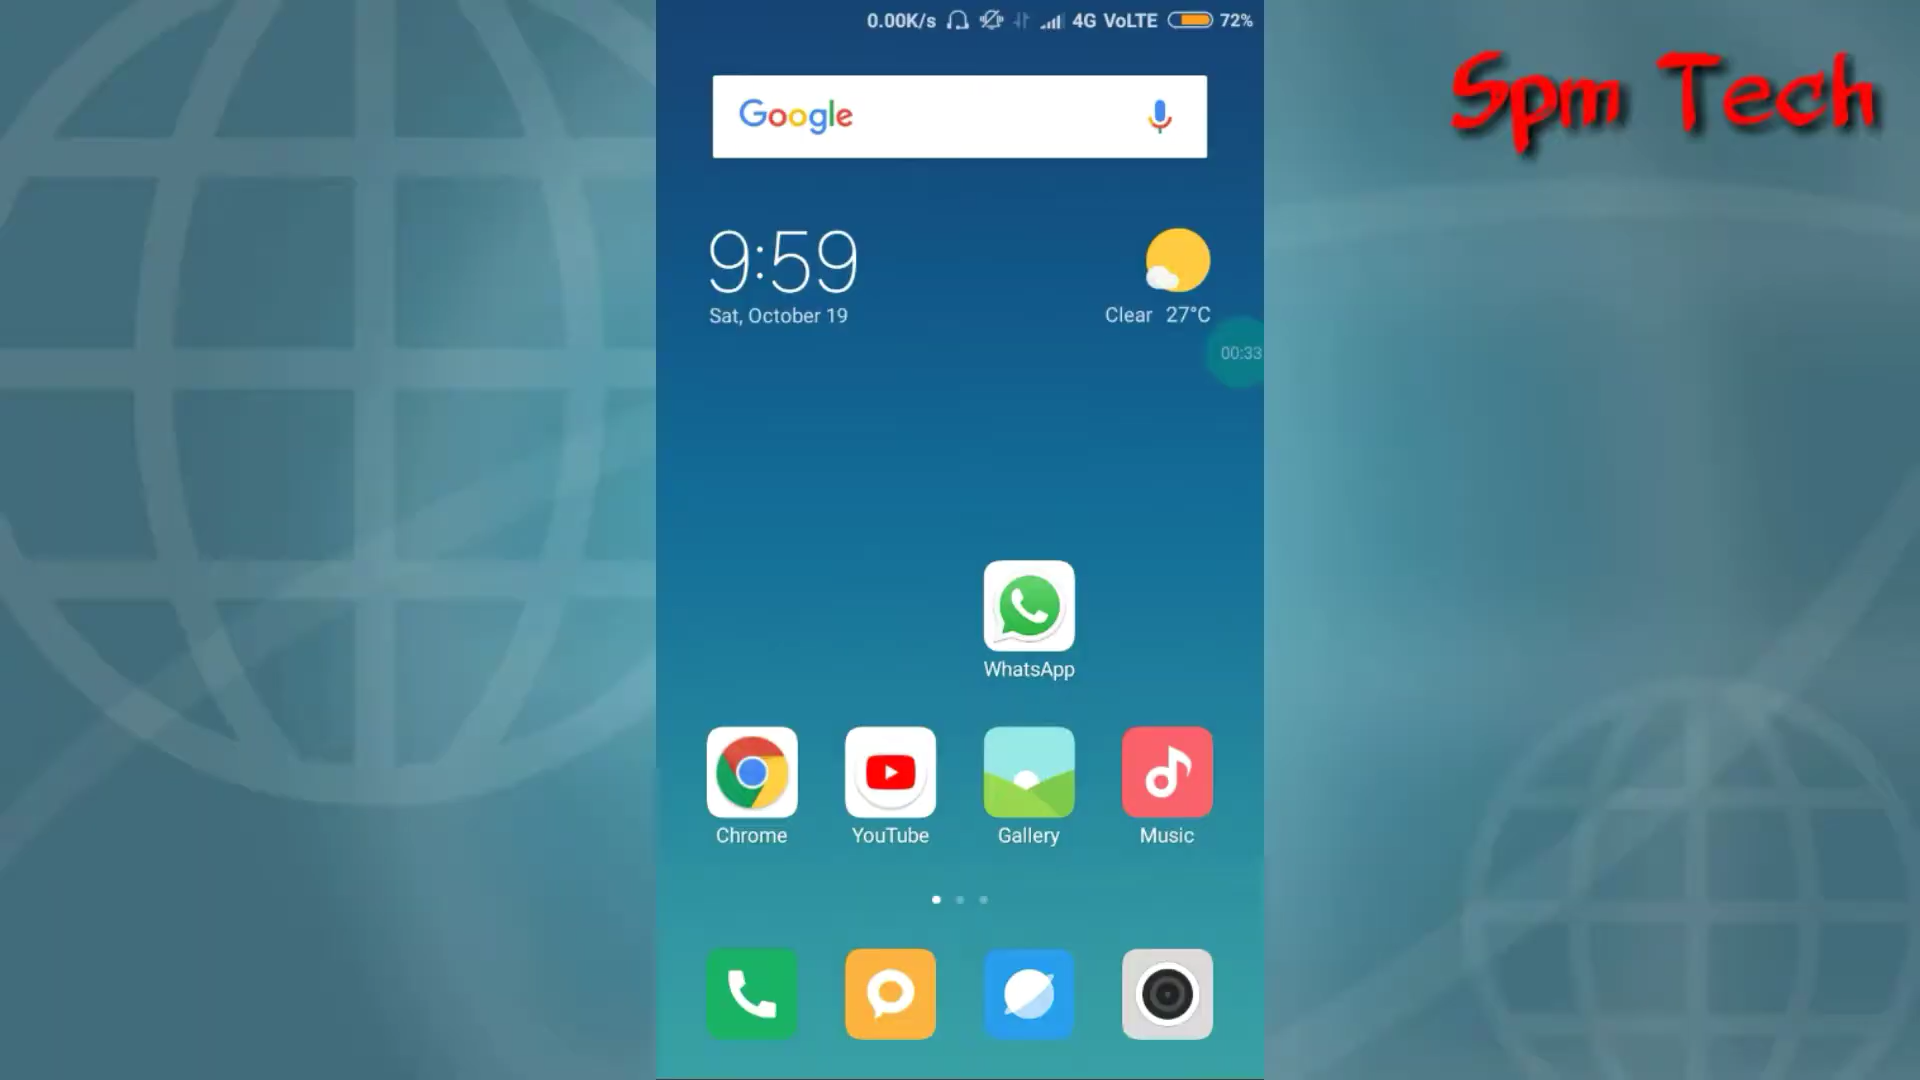 0.00K/s 4G VoLTE 72%
Spm Tech
Google
9:59
Sat, October 19
Clear 27°C
00:33
WhatsApp
Chrome YouTube Gallery Music